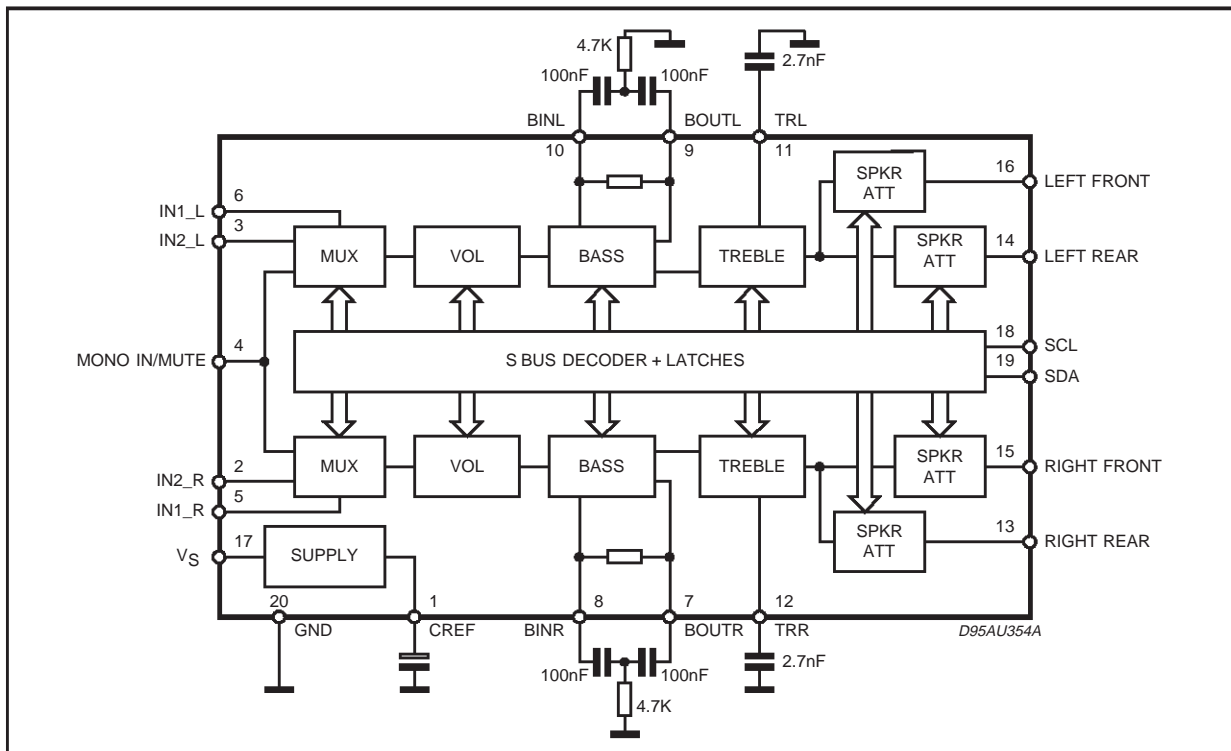 4.7K
2.7nF
100nF 100nF
BINL BOUTL TRL
10 9 11
SPKR ATT
16
LEFT FRONT
6
IN1_L
3
IN2_L
MUX VOL BASS TREBLE
SPKR ATT
14
LEFT REAR
4
MONO IN/MUTE
S BUS DECODER + LATCHES
18
SCL
19
SDA
MUX VOL BASS TREBLE
SPKR ATT
15
RIGHT FRONT
2
IN2_R
5
IN1_R
17
VS
SUPPLY
SPKR ATT
13
RIGHT REAR
20 1 8 7 12
GND CREF BINR BOUTR TRR
D95AU354A
100nF 100nF 2.7nF
4.7K